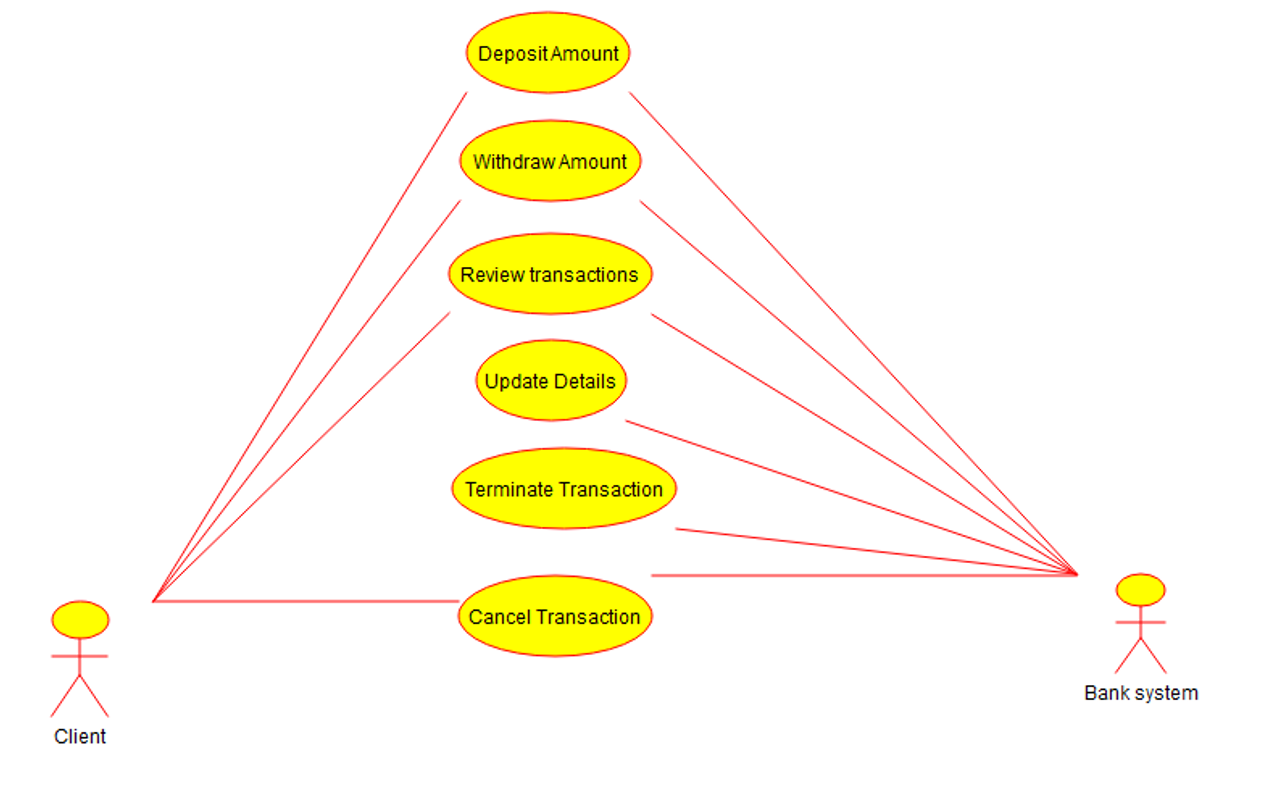 Deposit Amount
Withdraw Amount
Review transactions
Update Details
Terminate Transaction
Cancel Transaction
Client
Bank system